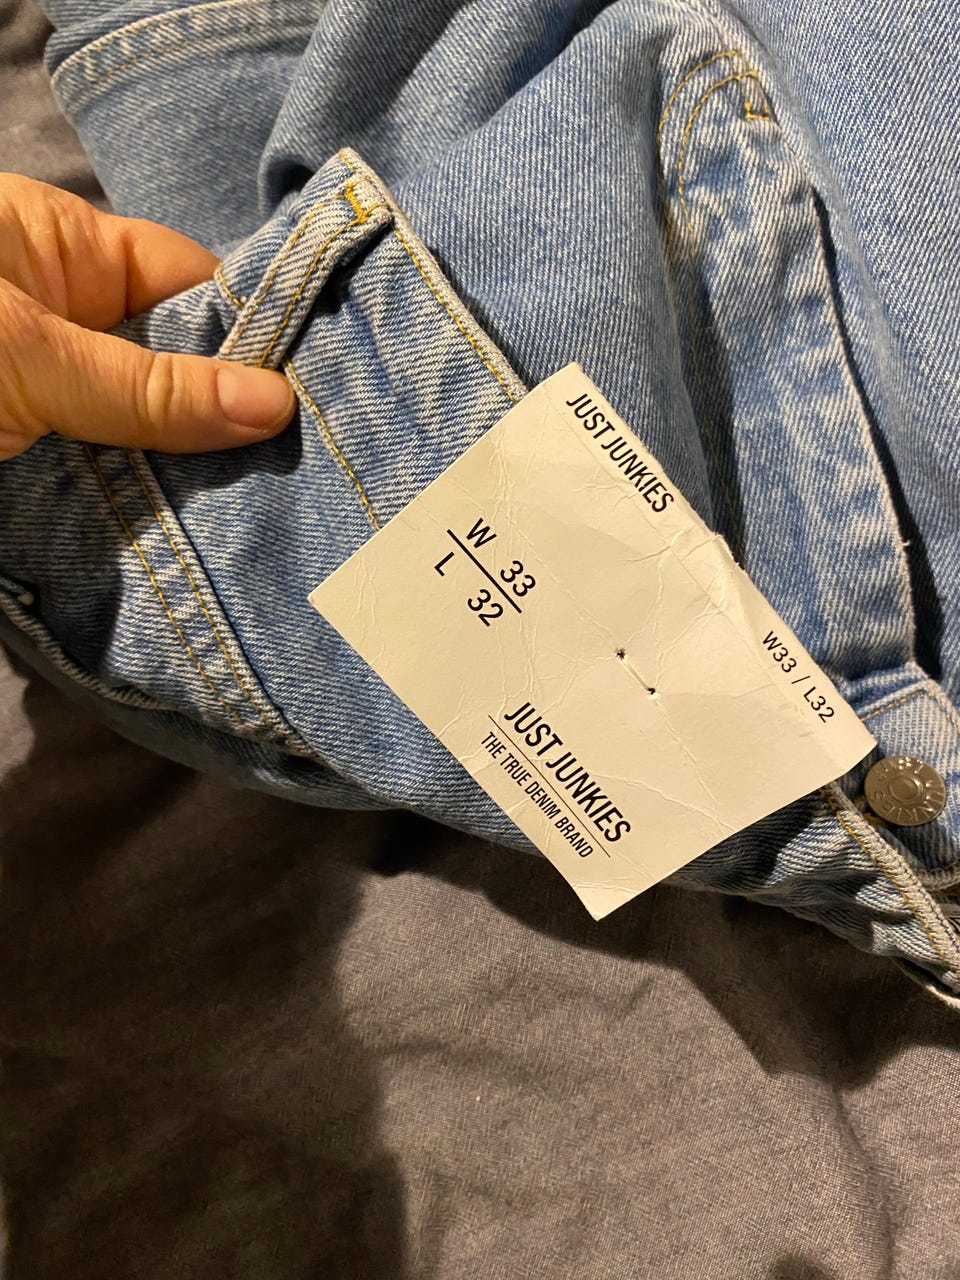 JUST JUNKIES
W 33
L 32
W33 / L32
JUST JUNKIES
THE TRUE DENIM BRAND